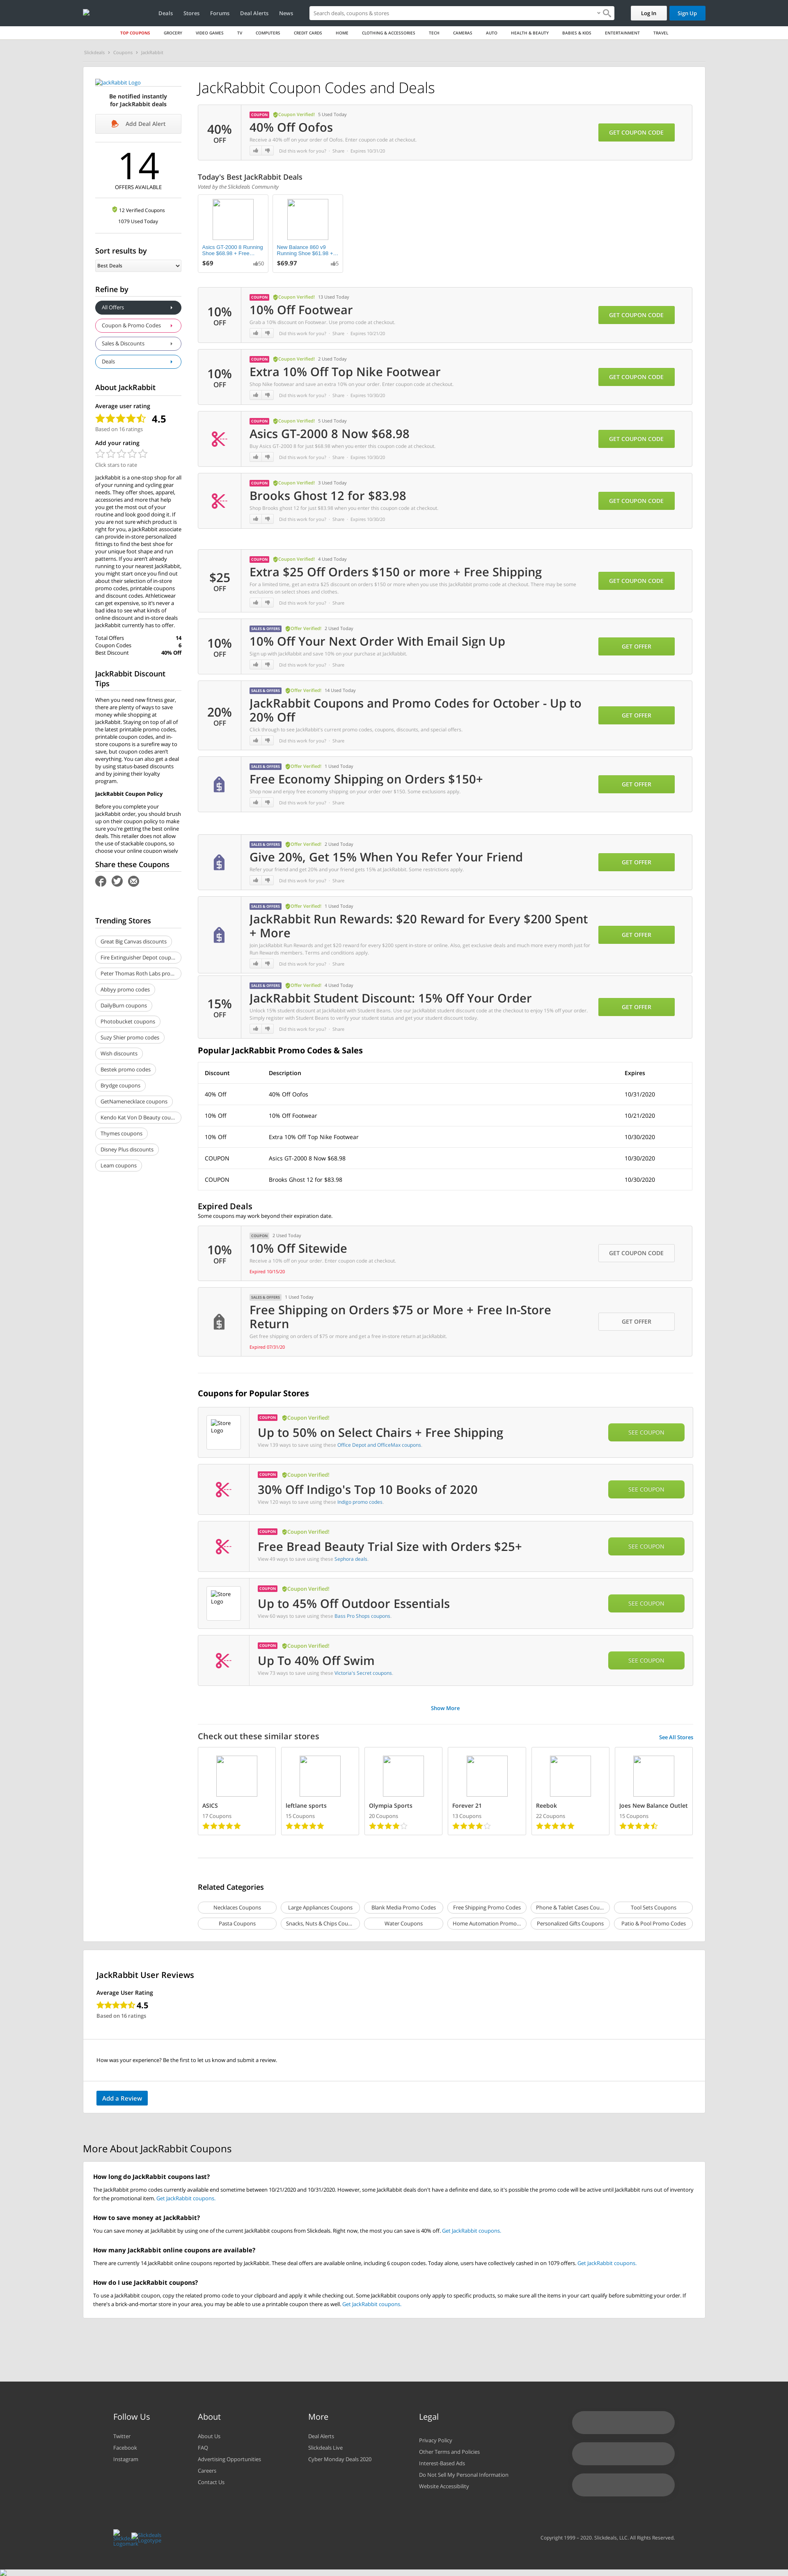 Deals Stores Forums Deal Alerts News
Search deals, coupons & stores
Log In
Sign Up
TOP COUPONS GROCERY VIDEO GAMES TV COMPUTERS CREDIT CARDS HOME CLOTHING & ACCESSORIES TECH CAMERAS AUTO HEALTH & BEAUTY BABIES & KIDS ENTERTAINMENT TRAVEL
Slickdeals > Coupons > JackRabbit
JackRabbit Logo
Be notified instantly
for JackRabbit deals
Add Deal Alert
14
OFFERS AVAILABLE
12 Verified Coupons
1079 Used Today
Sort results by
Best Deals
Refine by
All Offers
Coupon & Promo Codes
Sales & Discounts
Deals
About JackRabbit
Average user rating
4.5
Based on 16 ratings
Add your rating
Click stars to rate
JackRabbit is a one-stop shop for all
of your running and cycling gear
needs. They offer shoes, apparel,
accessories and more that help
you get the most out of your
routine and look good doing it. If
you are not sure which product is
right for you, a JackRabbit associate
can provide in-store personalized
fittings to find the best shoe for
your unique foot shape and run
patterns. If you aren't already
running to your nearest JackRabbit,
you might start once you find out
about their selection of in-store
promo codes, printable coupons
and discount codes. Athleticwear
can get expensive, so it's never a
bad idea to see what kinds of
online discount and in-store deals
JackRabbit currently has to offer.
Total Offers 14
Coupon Codes 6
Best Discount 40% Off
JackRabbit Discount
Tips
When you need new fitness gear,
there are plenty of ways to save
money while shopping at
JackRabbit. Staying on top of all of
the latest printable promo codes,
printable coupon codes, and in-
store coupons is a surefire way to
save, but coupon codes aren't
everything. You can also get a deal
by using status-based discounts
and by joining their loyalty
program.
JackRabbit Coupon Policy
Before you complete your
JackRabbit order, you should brush
up on their coupon policy to make
sure you're getting the best online
deals. This retailer does not allow
the use of stackable coupons, so
choose your online coupon wisely
Share these Coupons
Trending Stores
Great Big Canvas discounts
Fire Extinguisher Depot coup...
Peter Thomas Roth Labs pro...
Abbyy promo codes
DailyBurn coupons
Photobucket coupons
Suzy Shier promo codes
Wish discounts
Bestek promo codes
Brydge coupons
GetNamenecklace coupons
Kendo Kat Von D Beauty cou...
Thymes coupons
Disney Plus discounts
Learn coupons
JackRabbit Coupon Codes and Deals
40%
OFF
COUPON Coupon Verified! 5 Used Today
40% Off Oofos
Receive a 40% off on your order of Oofos. Enter coupon code at checkout.
Did this work for you? · Share · Expires 10/31/20
GET COUPON CODE
Today's Best JackRabbit Deals
Voted by the Slickdeals Community
Asics GT-2000 8 Running
Shoe $68.98 + Free...
$69 50
New Balance 860 v9
Running Shoe $61.98 +...
$69.97 5
10%
OFF
COUPON Coupon Verified! 12 Used Today
10% Off Footwear
Grab a 10% discount on Footwear. Use promo code at checkout.
Did this work for you? · Share · Expires 10/21/20
GET COUPON CODE
10%
OFF
COUPON Coupon Verified! 2 Used Today
Extra 10% Off Top Nike Footwear
Shop Nike footwear and save an extra 10% on your order. Enter coupon code at checkout.
Did this work for you? · Share · Expires 10/30/20
GET COUPON CODE
COUPON Coupon Verified! 5 Used Today
Asics GT-2000 8 Now $68.98
Buy Asics GT-2000 8 for just $68.98 when you enter this coupon code at checkout.
Did this work for you? · Share · Expires 10/30/20
GET COUPON CODE
COUPON Coupon Verified! 3 Used Today
Brooks Ghost 12 for $83.98
Shop Brooks ghost 12 for just $83.98 when you enter this coupon code at checkout.
Did this work for you? · Share · Expires 10/30/20
GET COUPON CODE
$25
OFF
COUPON Coupon Verified! 4 Used Today
Extra $25 Off Orders $150 or more + Free Shipping
For a limited time, get an extra $25 discount on orders $150 or more when you use this JackRabbit promo code at checkout. There may be some
exclusions on select shoes and clothes.
Did this work for you? · Share
GET COUPON CODE
10%
OFF
SALES & OFFERS Offer Verified! 2 Used Today
10% Off Your Next Order With Email Sign Up
Sign up with JackRabbit and save 10% on your purchase at JackRabbit.
Did this work for you? · Share
GET OFFER
20%
OFF
SALES & OFFERS Offer Verified! 14 Used Today
JackRabbit Coupons and Promo Codes for October - Up to
20% Off
Click through to see JackRabbit's current promo codes, coupons, discounts, and special offers.
Did this work for you? · Share
GET OFFER
SALES & OFFERS Offer Verified! 1 Used Today
Free Economy Shipping on Orders $150+
Shop now and enjoy free economy shipping on your order over $150. Some exclusions apply.
Did this work for you? · Share
GET OFFER
SALES & OFFERS Offer Verified! 2 Used Today
Give 20%, Get 15% When You Refer Your Friend
Refer your friend and get 20% and your friend gets 15% at JackRabbit. Some restrictions apply.
Did this work for you? · Share
GET OFFER
SALES & OFFERS Offer Verified! 1 Used Today
JackRabbit Run Rewards: $20 Reward for Every $200 Spent
+ More
Join JackRabbit Run Rewards and get $20 reward for every $200 spent in-store or online. Also, get exclusive deals and much more every month just for
Run Rewards members. Terms and conditions apply.
Did this work for you? · Share
GET OFFER
15%
OFF
SALES & OFFERS Offer Verified! 4 Used Today
JackRabbit Student Discount: 15% Off Your Order
Unlock 15% student discount at JackRabbit with Student Beans. Use our JackRabbit student discount code at the checkout to enjoy 15% off your order.
Simply register with Student Beans to verify your student status and get your student discount today.
Did this work for you? · Share
GET OFFER
Popular JackRabbit Promo Codes & Sales
Discount Description Expires
40% Off 40% Off Oofos 10/31/2020
10% Off 10% Off Footwear 10/21/2020
10% Off Extra 10% Off Top Nike Footwear 10/30/2020
COUPON Asics GT-2000 8 Now $68.98 10/30/2020
COUPON Brooks Ghost 12 for $83.98 10/30/2020
Expired Deals
Some coupons may work beyond their expiration date.
10%
OFF
COUPON 2 Used Today
10% Off Sitewide
Receive a 10% off on your order. Enter coupon code at checkout.
Expired 10/15/20
GET COUPON CODE
SALES & OFFERS 1 Used Today
Free Shipping on Orders $75 or More + Free In-Store
Return
Get free shipping on orders of $75 or more and get a free in-store return at JackRabbit.
Expired 07/31/20
GET OFFER
Coupons for Popular Stores
Store
Logo
COUPON Coupon Verified!
Up to 50% on Select Chairs + Free Shipping
View 139 ways to save using these Office Depot and OfficeMax coupons.
SEE COUPON
COUPON Coupon Verified!
30% Off Indigo's Top 10 Books of 2020
View 120 ways to save using these Indigo promo codes.
SEE COUPON
COUPON Coupon Verified!
Free Bread Beauty Trial Size with Orders $25+
View 49 ways to save using these Sephora deals.
SEE COUPON
Store
Logo
COUPON Coupon Verified!
Up to 45% Off Outdoor Essentials
View 60 ways to save using these Bass Pro Shops coupons.
SEE COUPON
COUPON Coupon Verified!
Up To 40% Off Swim
View 73 ways to save using these Victoria's Secret coupons.
SEE COUPON
Show More
Check out these similar stores
See All Stores
ASICS
17 Coupons
leftlane sports
15 Coupons
Olympia Sports
20 Coupons
Forever 21
13 Coupons
Reebok
22 Coupons
Joes New Balance Outlet
15 Coupons
Related Categories
Necklaces Coupons Large Appliances Coupons Blank Media Promo Codes Free Shipping Promo Codes Phone & Tablet Cases Cou... Tool Sets Coupons
Pasta Coupons Snacks, Nuts & Chips Cou... Water Coupons Home Automation Promo... Personalized Gifts Coupons Patio & Pool Promo Codes
JackRabbit User Reviews
Average User Rating
4.5
Based on 16 ratings
How was your experience? Be the first to let us know and submit a review.
Add a Review
More About JackRabbit Coupons
How long do JackRabbit coupons last?
The JackRabbit promo codes currently available end sometime between 10/21/2020 and 10/31/2020. However, some JackRabbit deals don't have a definite end date, so it's possible the promo code will be active until JackRabbit runs out of inventory
for the promotional item. Get JackRabbit coupons.
How to save money at JackRabbit?
You can save money at JackRabbit by using one of the current JackRabbit coupons from Slickdeals. Right now, the most you can save is 40% off. Get JackRabbit coupons.
How many JackRabbit online coupons are available?
There are currently 14 JackRabbit online coupons reported by JackRabbit. These deal offers are available online, including 6 coupon codes. Today alone, users have collectively cashed in on 1079 offers. Get JackRabbit coupons.
How do I use JackRabbit coupons?
To use a JackRabbit coupon, copy the related promo code to your clipboard and apply it while checking out. Some JackRabbit coupons only apply to specific products, so make sure all the items in your cart qualify before submitting your order. If
there's a brick-and-mortar store in your area, you may be able to use a printable coupon there as well. Get JackRabbit coupons.
Follow Us
Twitter
Facebook
Instagram
About
About Us
FAQ
Advertising Opportunities
Careers
Contact Us
More
Deal Alerts
Slickdeals Live
Cyber Monday Deals 2020
Legal
Privacy Policy
Other Terms and Policies
Interest-Based Ads
Do Not Sell My Personal Information
Website Accessibility
Copyright 1999 – 2020. Slickdeals, LLC. All Rights Reserved.